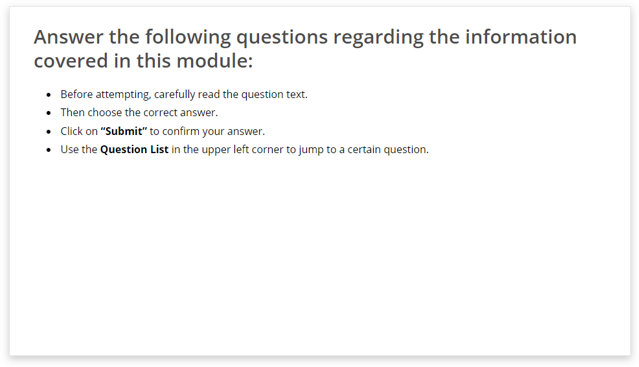 Answer the following questions regarding the information
covered in this module:
• Before attempting, carefully read the question text.
• Then choose the correct answer.
• Click on “Submit” to confirm your answer.
• Use the Question List in the upper left corner to jump to a certain question.